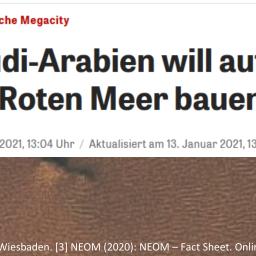 che Megacity
di-Arabien will au
Roten Meer bauen
2021, 13:04 Uhr / Aktualisiert am 13. Januar 2021, 13
Wiesbaden. [3] NEOM (2020): NEOM – Fact Sheet. Onli